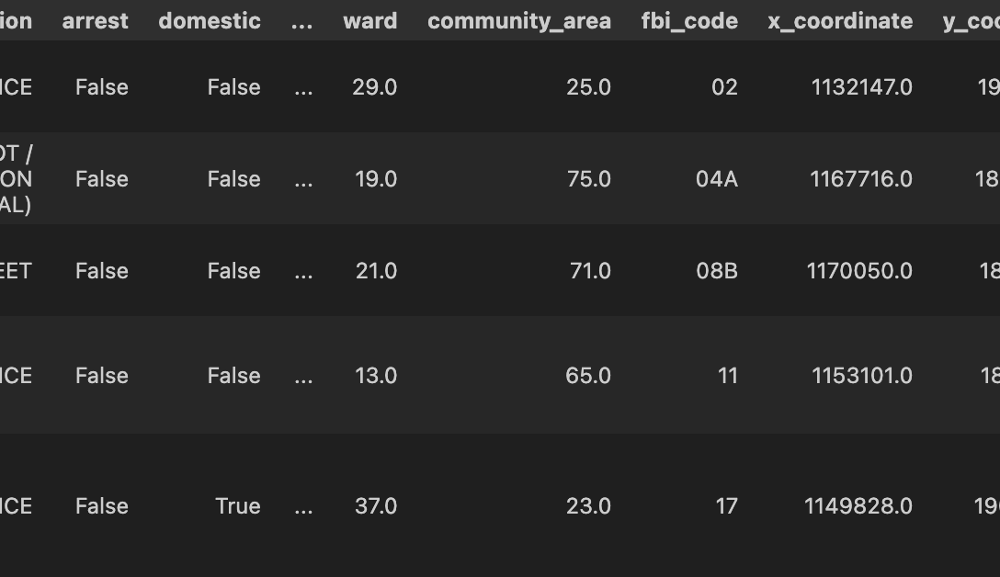 ion arrest domestic ... ward community_area fbi_code x_coordinate y_coo
ICE False False ... 29.0 25.0 02 1132147.0 19
OT /
ON False False ... 19.0 75.0 04A 1167716.0 18
AL)
EET False False ... 21.0 71.0 08B 1170050.0 18
ICE False False ... 13.0 65.0 11 1153101.0 18
ICE False True ... 37.0 23.0 17 1149828.0 190